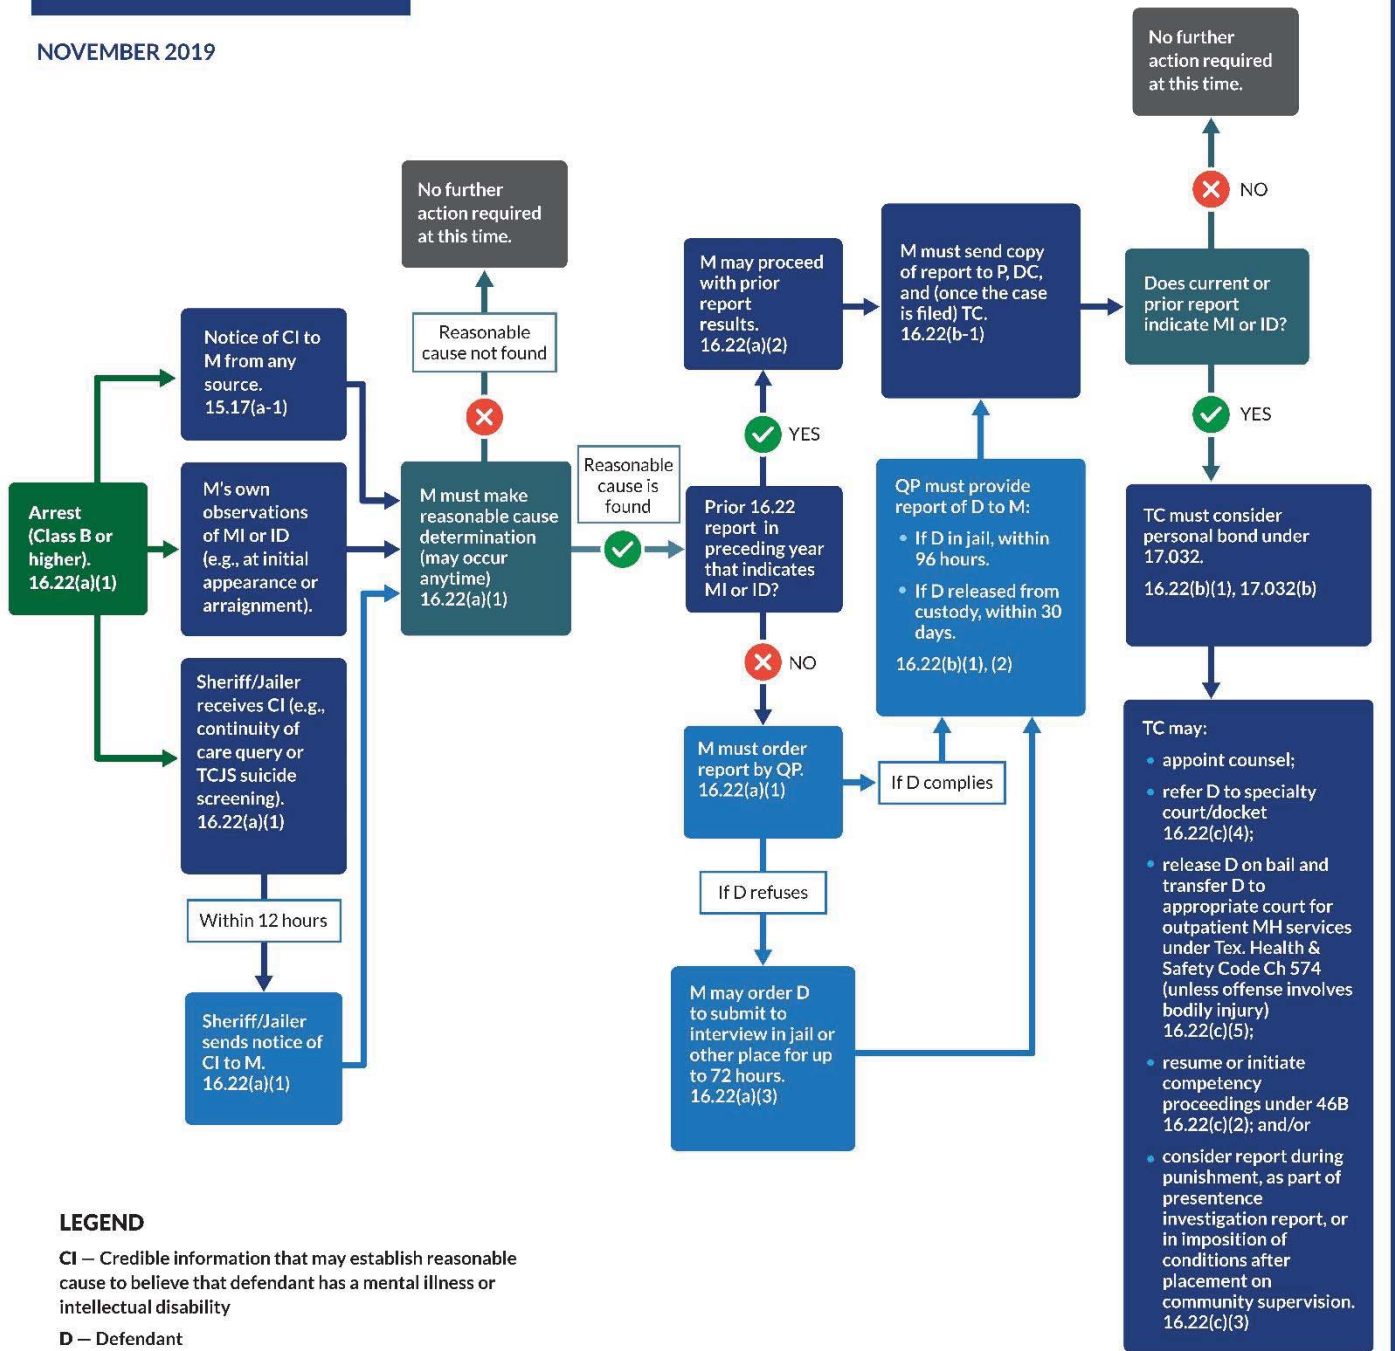 NOVEMBER 2019
No further
action required
at this time.
NO
Does current or
prior report
indicate MI or ID?
YES
No further
action required
at this time.
Reasonable
cause not found
Notice of CI to
M from any
source.
15.17(a-1)
Arrest
(Class B or
higher).
16.22(a)(1)
M's own
observations
of MI or ID
(e.g., at initial
appearance or
arraignment).
Sheriff/Jailer
receives CI (e.g.,
continuity of
care query or
TCJS suicide
screening).
16.22(a)(1)
Within 12 hours
Sheriff/Jailer
sends notice of
CI to M.
16.22(a)(1)
M must make
reasonable cause
determination
(may occur
anytime)
16.22(a)(1)
Reasonable
cause is
found
Prior 16.22
report in
preceding year
that indicates
MI or ID?
YES
M may proceed
with prior
report
results.
16.22(a)(2)
NO
M must order
report by QP.
16.22(a)(1)
If D complies
If D refuses
M may order D
to submit to
interview in jail or
other place for up
to 72 hours.
16.22(a)(3)
QP must provide
report of D to M:
• If D in jail, within
96 hours.
• If D released from
custody, within 30
days.
16.22(b)(1), (2)
M must send copy
of report to P, DC,
and (once the case
is filed) TC.
16.22(b-1)
TC must consider
personal bond under
17.032.
16.22(b)(1), 17.032(b)
TC may:
• appoint counsel;
• refer D to specialty
court/docket
16.22(c)(4);
• release D on bail and
transfer D to
appropriate court for
outpatient MH services
under Tex. Health &
Safety Code Ch 574
(unless offense involves
bodily injury)
16.22(c)(5);
• resume or initiate
competency
proceedings under 46B
16.22(c)(2); and/or
• consider report during
punishment, as part of
presentence
investigation report, or
in imposition of
conditions after
placement on
community supervision.
16.22(c)(3)
LEGEND
CI — Credible information that may establish reasonable
cause to believe that defendant has a mental illness or
intellectual disability
D — Defendant